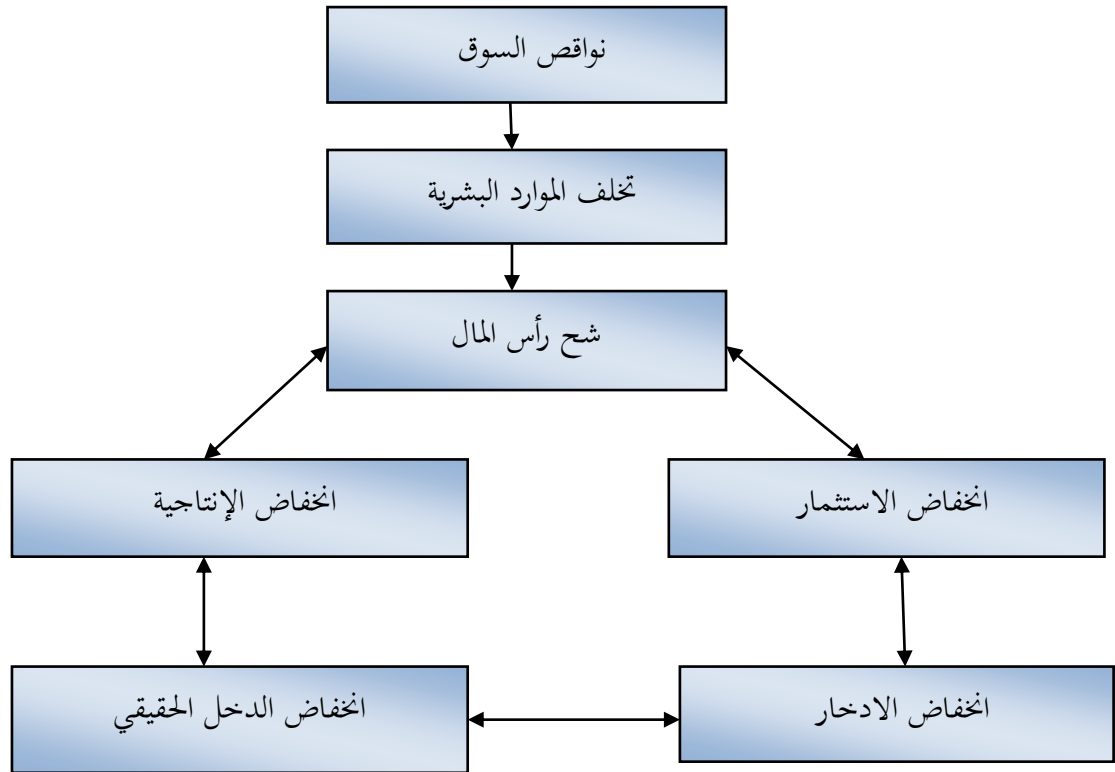 نواقص السوق
تخلف الموارد البشرية
شح رأس المال
انخفاض الاستثمار
انخفاض الإنتاجية
انخفاض الادخار
انخفاض الدخل الحقيقي